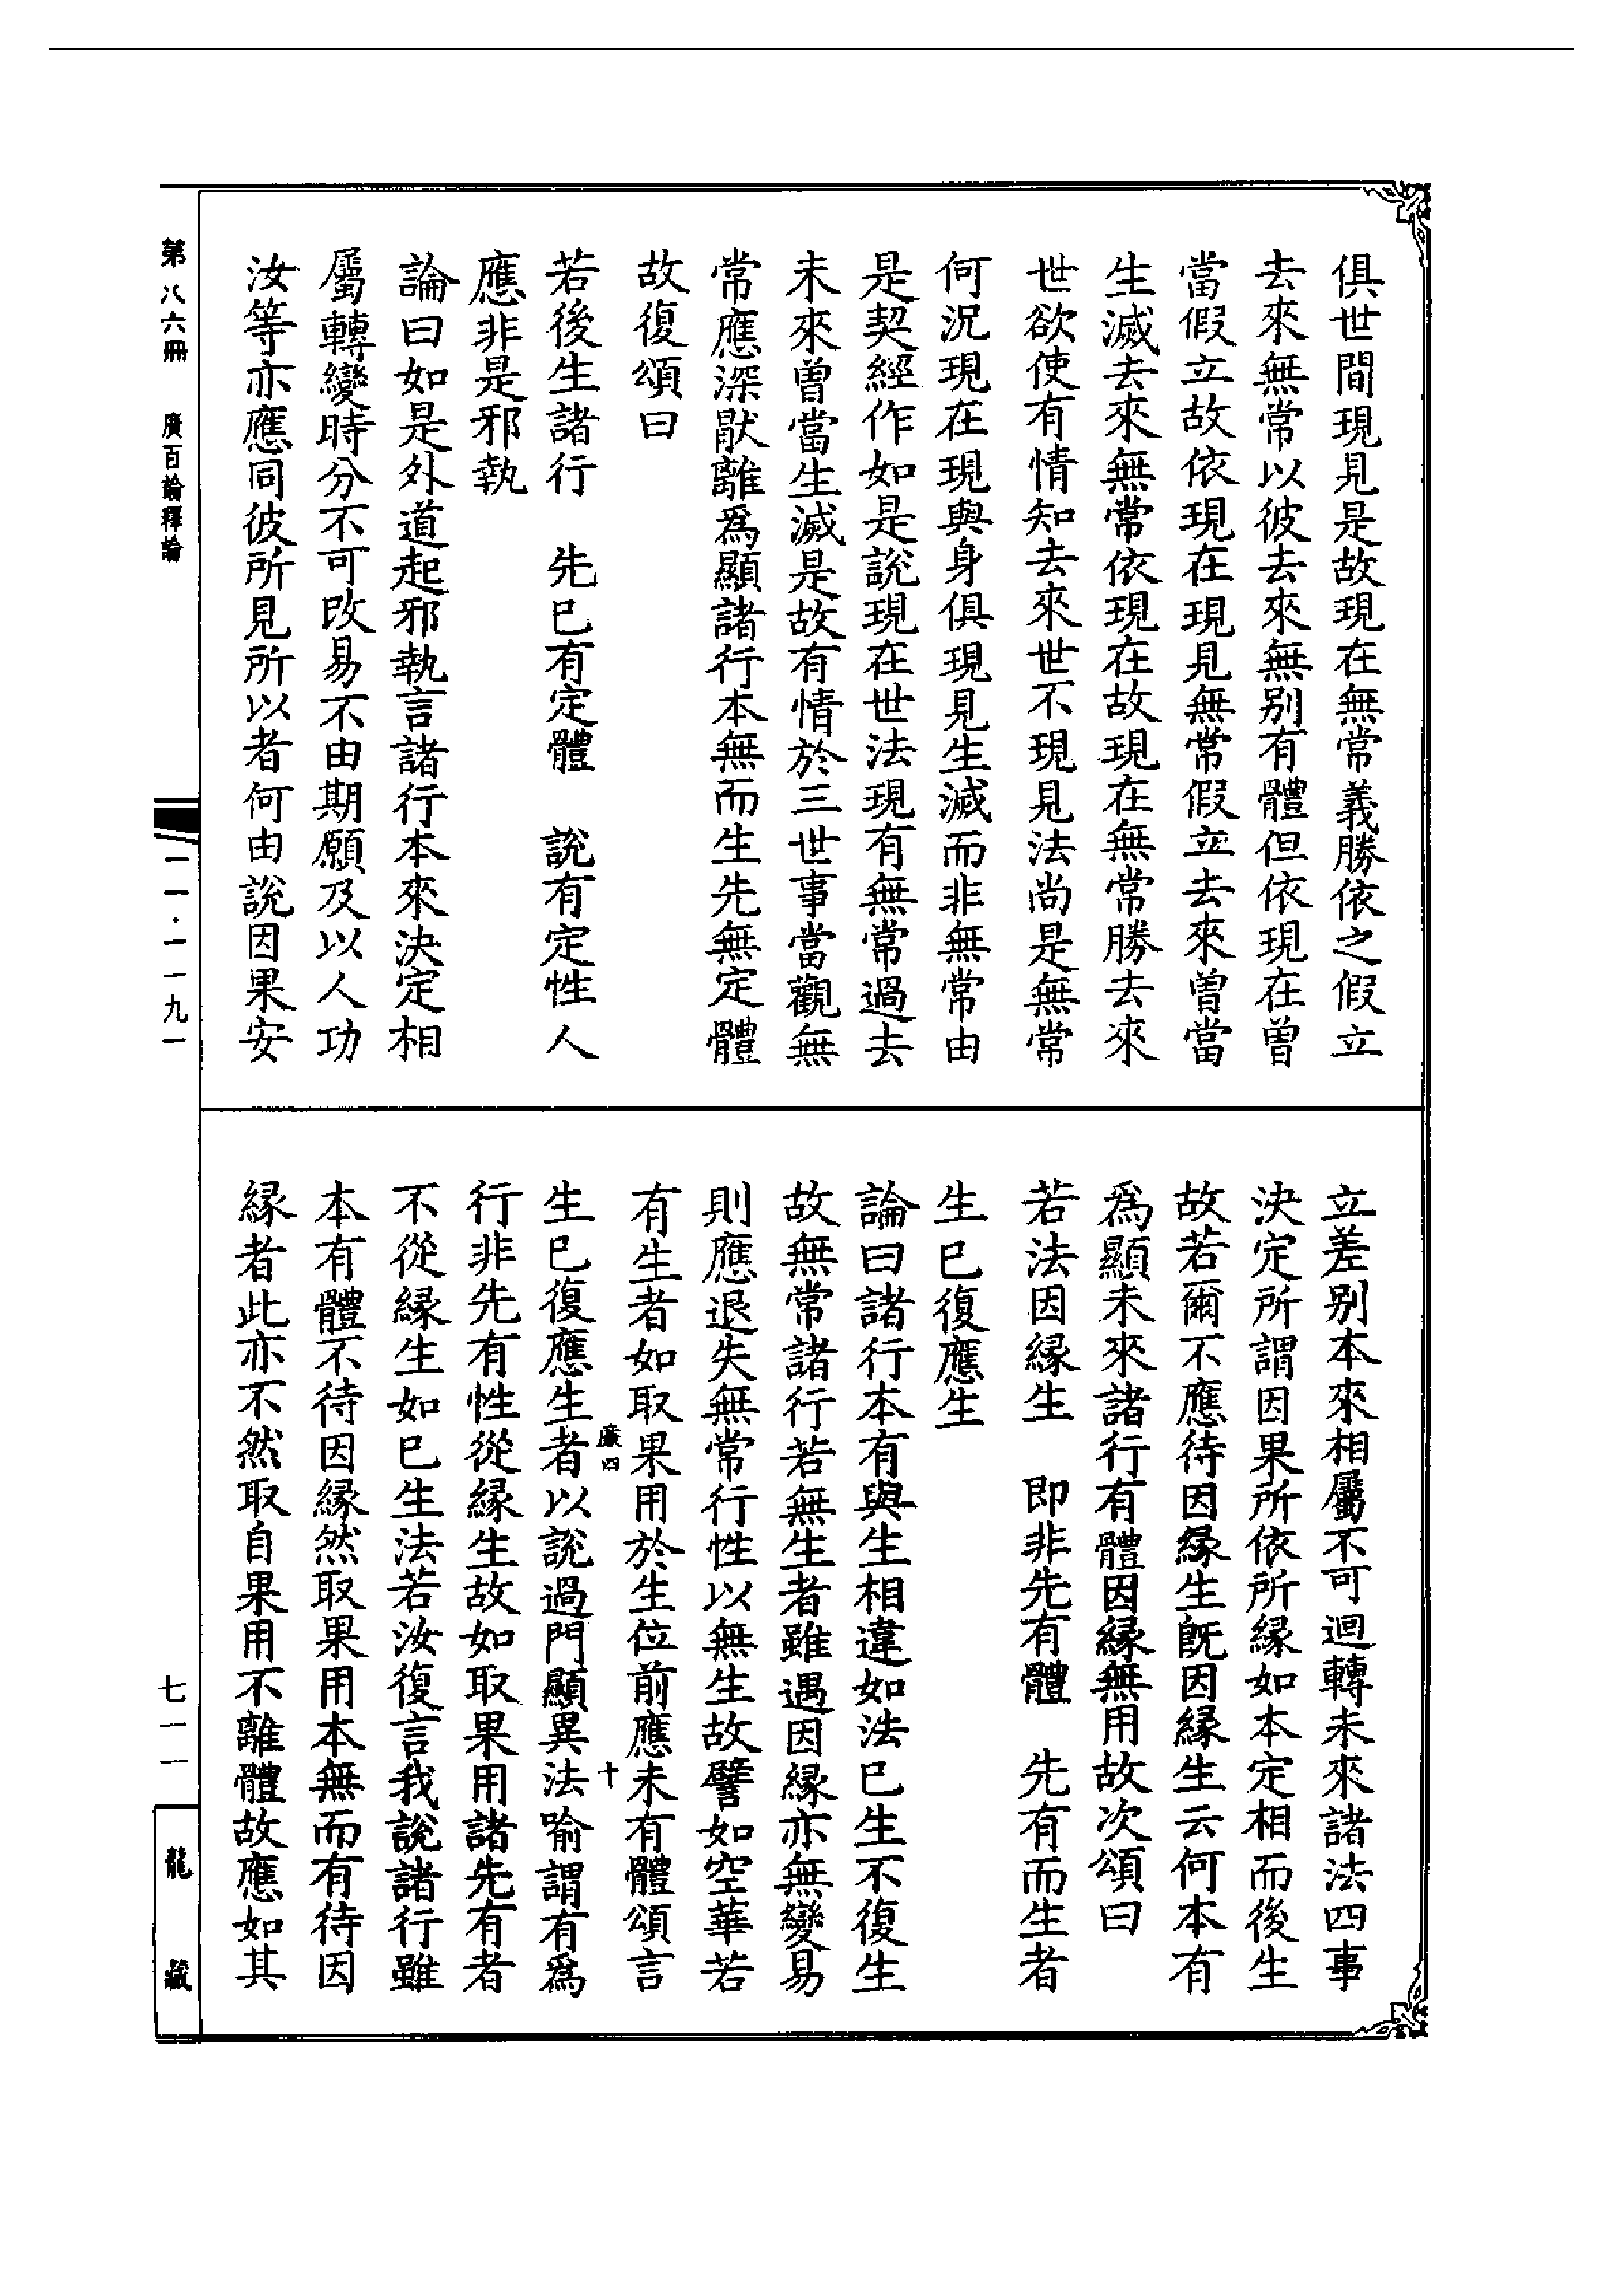 俱世間現見是故現在無常義勝依之假立
去來無常以彼去來無別有體但依現在曾
當假立故依現在現見無常假立去來曾當
生滅去來無常依現在故現在無常勝去來
世欲使有情知去來世不現見法尚是無常
何況現在現與身俱現見生滅而非無常由
是契經作如是說現在世法現有無常過去
未來曾當生滅是故有情於三世事當觀無
常應深猒離爲顯諸行本無而生先無定體
故復頌曰
若後生諸行　先已有定體　說有定性人
應非是邪執
論曰如是外道起邪執言諸行本來決定相
屬轉變時分不可改易不由期願及以人功
汝等亦應同彼所見所以者何由說因果安
立差別本來相屬不可迴轉未來諸法四事
決定所謂因果所依所緣如本定相而後生
故若爾不應待因緣生旣因緣生云何本有
爲顯未來諸行有體因緣無用故次頌曰
若法因緣生　即非先有體　先有而生者
生已復應生
論曰諸行本有與生相違如法已生不復生
故無常諸行若無生者雖遇因緣亦無變易
則應退失無常行性以無生故譬如空華若
有生者如取果用於生位前應未有體頌言
廣四　十
生已復應生者以說過門顯異法喻謂有爲
行非先有性從緣生故如取果用諸先有者
不從緣生如已生法若汝復言我說諸行雖
本有體不待因緣然取果用本無而有待因
緣者此亦不然取自果用不離體故應如其
第八六冊　廣百論釋論
一一·一一九一
七一一
龍藏